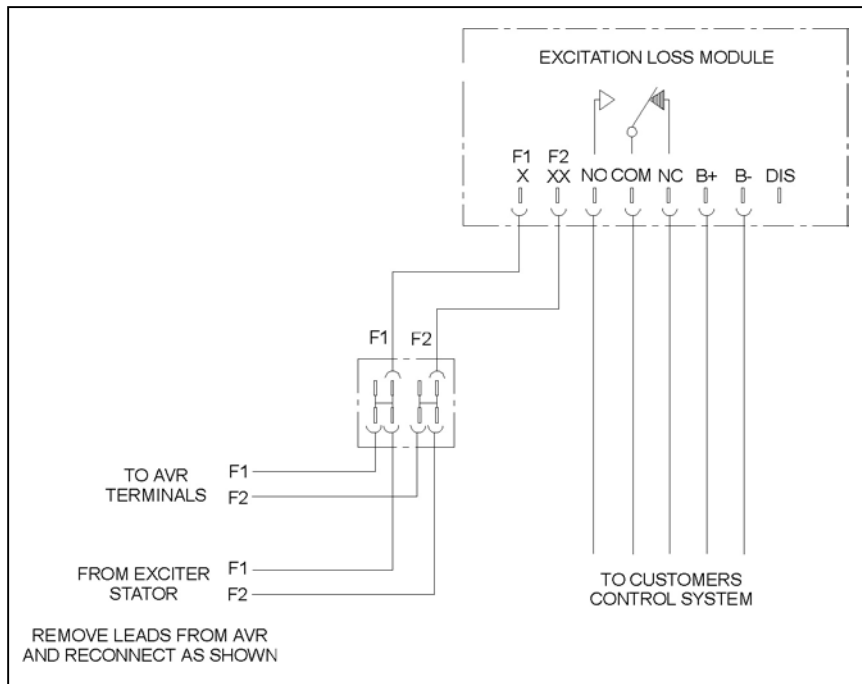 EXCITATION LOSS MODULE
F1 F2
X XX NO COM NC B+ B- DIS
F1 F2
TO AVR
TERMINALS
F1
F2
FROM EXCITER
STATOR
F1
F2
TO CUSTOMERS
CONTROL SYSTEM
REMOVE LEADS FROM AVR
AND RECONNECT AS SHOWN